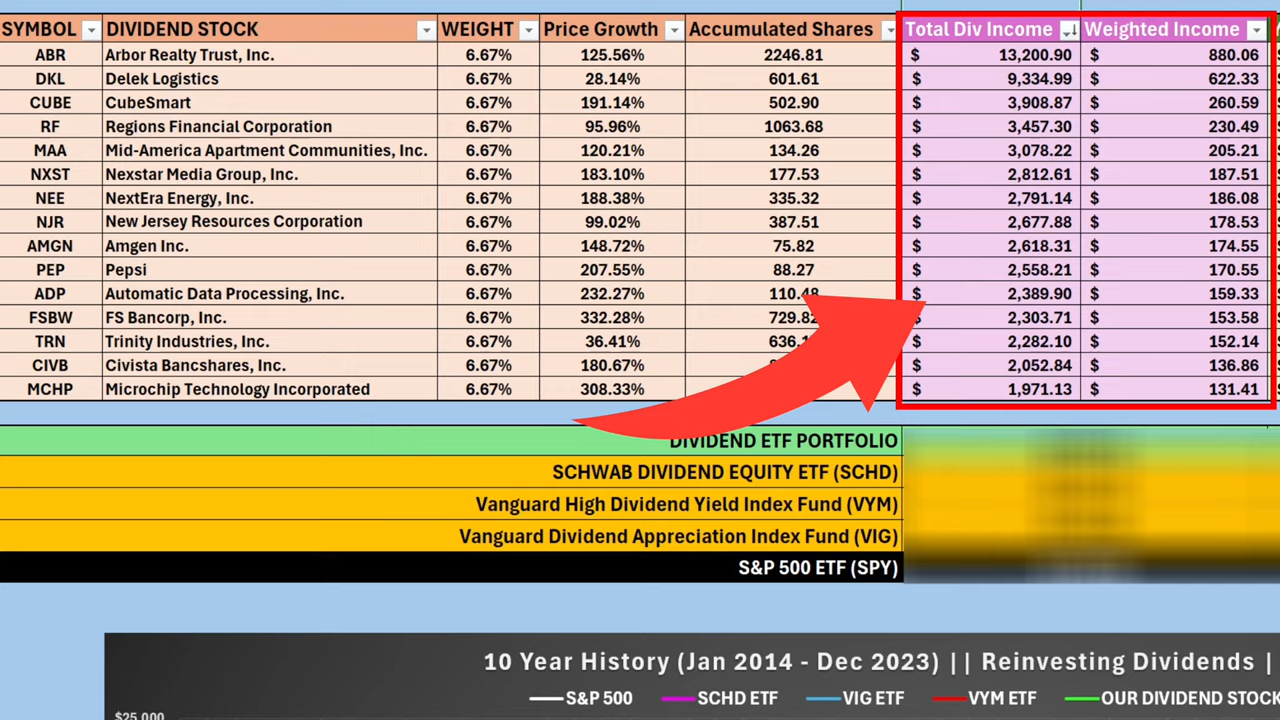 SYMBOL DIVIDEND STOCK WEIGHT Price Growth Accumulated Shares Total Div Income Weighted Income
ABR Arbor Realty Trust, Inc. 6.67% 125.56% 2246.81 $ 13,200.90 $ 880.06
DKL Delek Logistics 6.67% 28.14% 601.61 $ 9,334.99 $ 622.33
CUBE CubeSmart 6.67% 191.14% 502.90 $ 3,908.87 $ 260.59
RF Regions Financial Corporation 6.67% 95.96% 1063.68 $ 3,457.30 $ 230.49
MAA Mid-America Apartment Communities, Inc. 6.67% 120.21% 134.26 $ 3,078.22 $ 205.21
NXST Nexstar Media Group, Inc. 6.67% 183.10% 177.53 $ 2,812.61 $ 187.51
NEE NextEra Energy, Inc. 6.67% 188.38% 335.32 $ 2,791.14 $ 186.08
NJR New Jersey Resources Corporation 6.67% 99.02% 387.51 $ 2,677.88 $ 178.53
AMGN Amgen Inc. 6.67% 148.72% 75.82 $ 2,618.31 $ 174.55
PEP Pepsi 6.67% 207.55% 88.27 $ 2,558.21 $ 170.55
ADP Automatic Data Processing, Inc. 6.67% 232.27% 110.48 $ 2,389.90 $ 159.33
FSBW FS Bancorp, Inc. 6.67% 332.28% 729.82 $ 2,303.71 $ 153.58
TRN Trinity Industries, Inc. 6.67% 36.41% $ 2,282.10 $ 152.14
CIVB Civista Bancshares, Inc. 6.67% 180.67% $ 2,052.84 $ 136.86
MCHP Microchip Technology Incorporated 6.67% 308.33% $ 1,971.13 $ 131.41
DIVIDEND ETF PORTFOLIO
SCHWAB DIVIDEND EQUITY ETF (SCHD)
Vanguard High Dividend Yield Index Fund (VYM)
Vanguard Dividend Appreciation Index Fund (VIG)
S&P 500 ETF (SPY)
10 Year History (Jan 2014 - Dec 2023) || Reinvesting Dividends |
S&P 500 SCHD ETF VIG ETF VYM ETF OUR DIVIDEND STOCK
$25,000